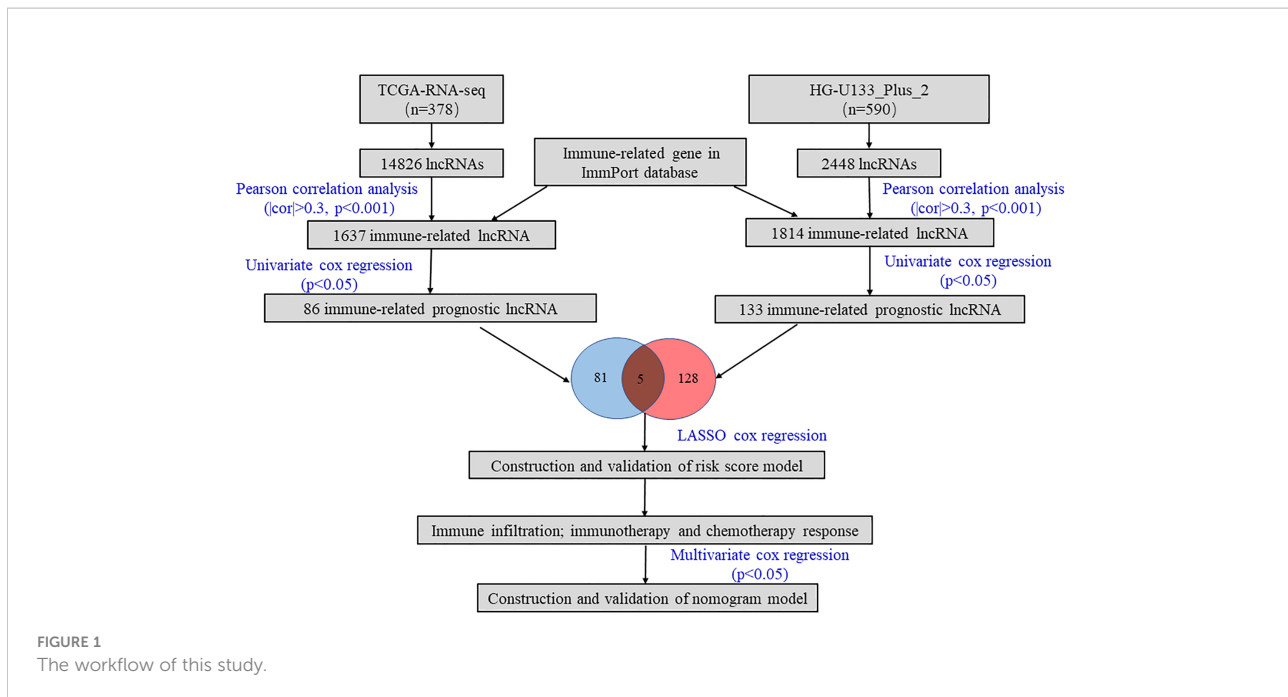 TCGA-RNA-seq
(n=378)
HG-U133_Plus_2
(n=590)
14826 lncRNAs
Immune-related gene in
ImmPort database
2448 lncRNAs
Pearson correlation analysis
(|cor|>0.3, p<0.001)
Pearson correlation analysis
(|cor|>0.3, p<0.001)
1637 immune-related lncRNA
1814 immune-related lncRNA
Univariate cox regression
(p<0.05)
Univariate cox regression
(p<0.05)
86 immune-related prognostic lncRNA
133 immune-related prognostic lncRNA
81
5
128
LASSO cox regression
Construction and validation of risk score model
Immune infiltration; immunotherapy and chemotherapy response
Multivariate cox regression
(p<0.05)
Construction and validation of nomogram model
FIGURE 1
The workflow of this study.